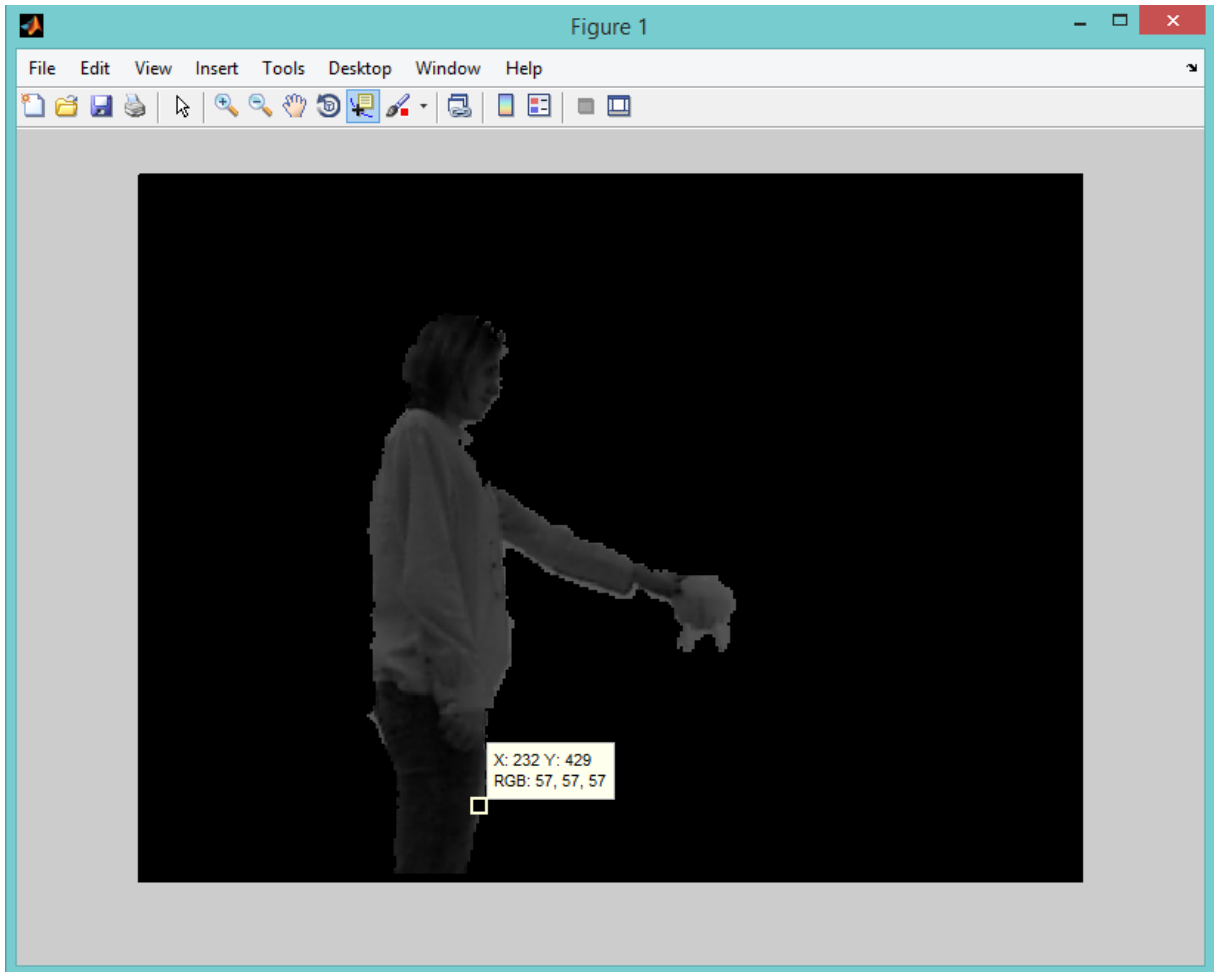 Figure 1
File Edit View Insert Tools Desktop Window Help
X: 232 Y: 429
RGB: 57, 57, 57